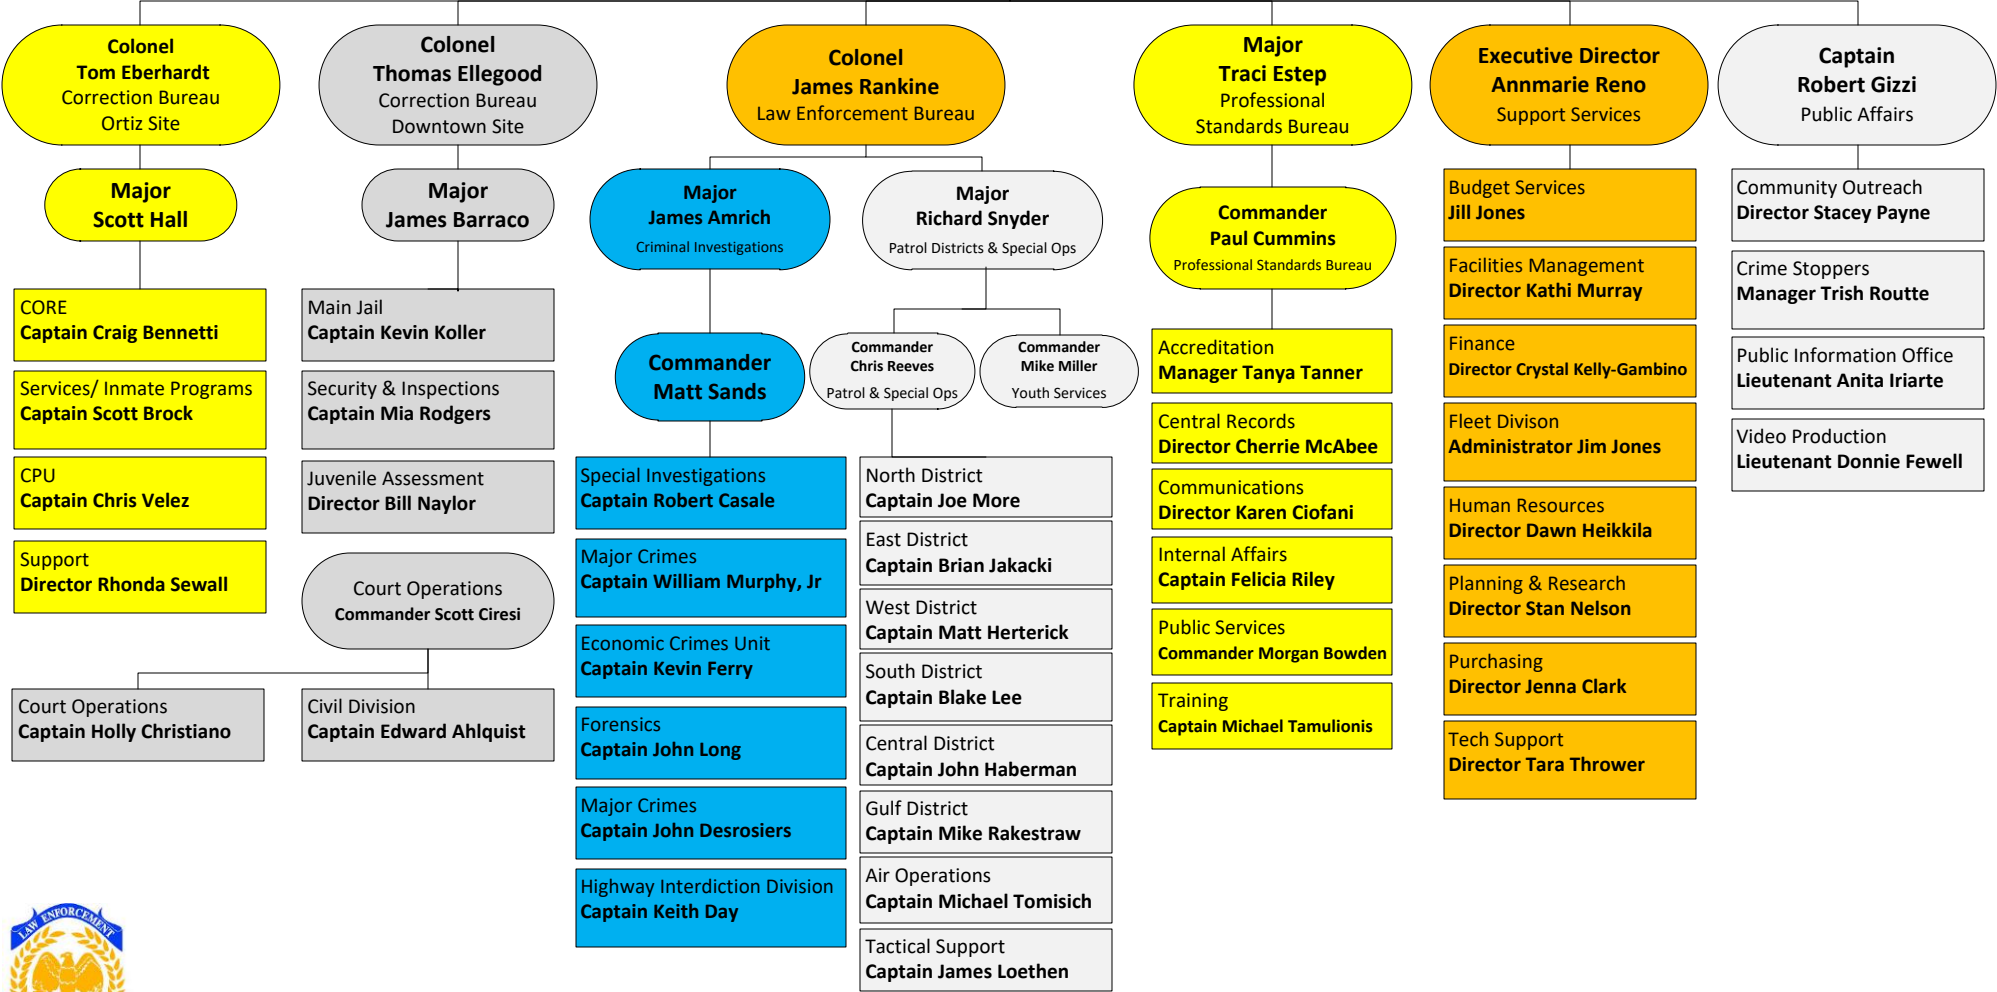 Colonel
Tom Eberhardt
Correction Bureau
Ortiz Site
Major
Scott Hall
CORE
Captain Craig Bennetti
Services/ Inmate Programs
Captain Scott Brock
CPU
Captain Chris Velez
Support
Director Rhonda Sewall
Colonel
Thomas Ellegood
Correction Bureau
Downtown Site
Major
James Barraco
Main Jail
Captain Kevin Koller
Security & Inspections
Captain Mia Rodgers
Juvenile Assessment
Director Bill Naylor
Court Operations
Commander Scott Ciresi
Court Operations
Captain Holly Christiano
Civil Division
Captain Edward Ahlquist
Colonel
James Rankine
Law Enforcement Bureau
Major
James Amrich
Criminal Investigations
Commander
Matt Sands
Special Investigations
Captain Robert Casale
Major Crimes
Captain William Murphy, Jr
Economic Crimes Unit
Captain Kevin Ferry
Forensics
Captain John Long
Major Crimes
Captain John Desrosiers
Highway Interdiction Division
Captain Keith Day
Major
Richard Snyder
Patrol Districts & Special Ops
Commander
Chris Reeves
Patrol & Special Ops
Commander
Mike Miller
Youth Services
North District
Captain Joe More
East District
Captain Brian Jakacki
West District
Captain Matt Herterick
South District
Captain Blake Lee
Central District
Captain John Haberman
Gulf District
Captain Mike Rakestraw
Air Operations
Captain Michael Tomisich
Tactical Support
Captain James Loethen
Major
Traci Estep
Professional
Standards Bureau
Commander
Paul Cummins
Professional Standards Bureau
Accreditation
Manager Tanya Tanner
Central Records
Director Cherrie McAbee
Communications
Director Karen Ciofani
Internal Affairs
Captain Felicia Riley
Public Services
Commander Morgan Bowden
Training
Captain Michael Tamulionis
Executive Director
Annmarie Reno
Support Services
Budget Services
Jill Jones
Facilities Management
Director Kathi Murray
Finance
Director Crystal Kelly-Gambino
Fleet Divison
Administrator Jim Jones
Human Resources
Director Dawn Heikkila
Planning & Research
Director Stan Nelson
Purchasing
Director Jenna Clark
Tech Support
Director Tara Thrower
Captain
Robert Gizzi
Public Affairs
Community Outreach
Director Stacey Payne
Crime Stoppers
Manager Trish Routte
Public Information Office
Lieutenant Anita Iriarte
Video Production
Lieutenant Donnie Fewell
LAW ENFORCEMENT